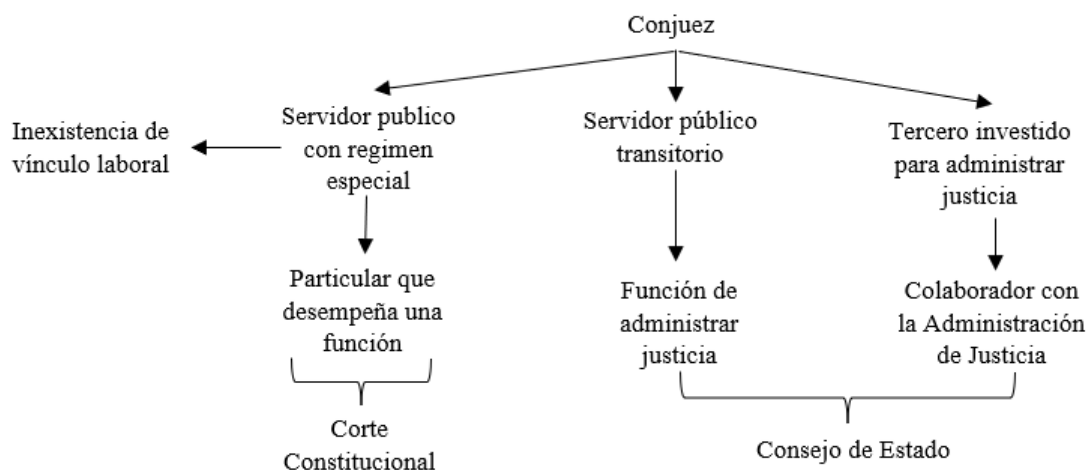 Conjuez
Inexistencia de
vínculo laboral
Servidor publico
con regimen
especial
Servidor público
transitorio
Tercero investido
para administrar
justicia
Particular que
desempeña una
función
Función de
administrar
justicia
Colaborador con
la Administración
de Justicia
Corte
Constitucional
Consejo de Estado